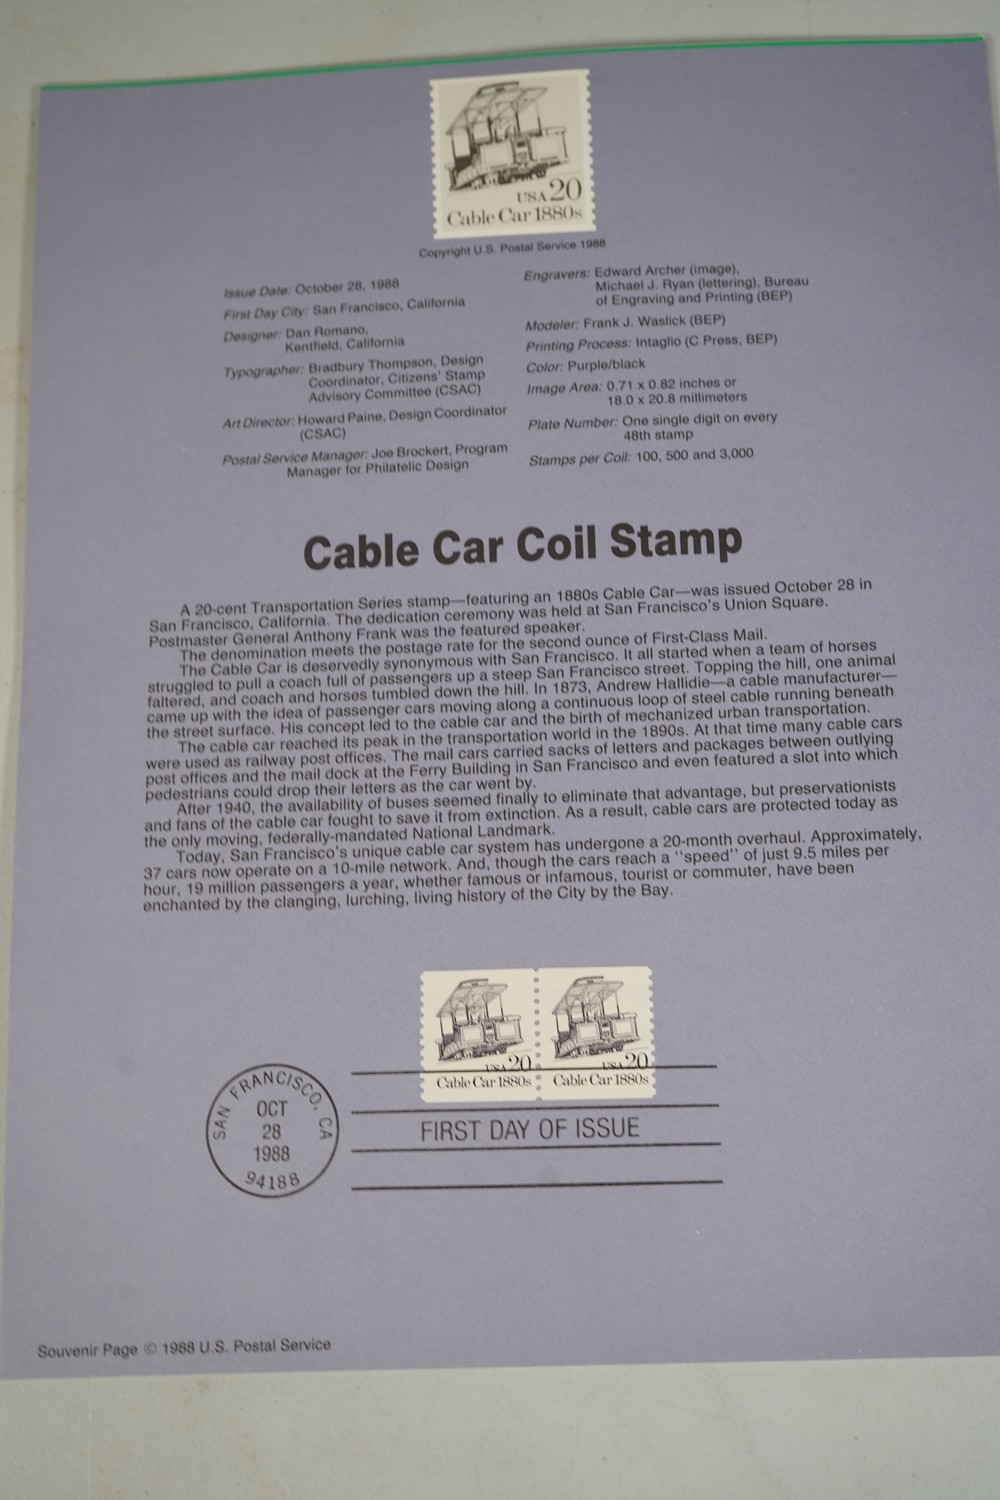 USA 20
Cable Car 1880s
Copyright U.S. Postal Service 1988
Issue Date: October 28, 1988
First Day City: San Francisco, California
Designer: Dan Romano,
Kentfield, California
Typographer: Bradbury Thompson, Design
Coordinator, Citizens' Stamp
Advisory Committee (CSAC)
Art Director: Howard Paine, Design Coordinator
(CSAC)
Postal Service Manager: Joe Brockert, Program
Manager for Philatelic Design
Engravers: Edward Archer (image),
Michael J. Ryan (lettering), Bureau
of Engraving and Printing (BEP)
Modeler: Frank J. Waslick (BEP)
Printing Process: Intaglio (C Press, BEP)
Color: Purple/black
Image Area: 0.71 x 0.82 inches or
18.0 x 20.8 millimeters
Plate Number: One single digit on every
48th stamp
Stamps per Coil: 100, 500 and 3,000
Cable Car Coil Stamp
A 20-cent Transportation Series stamp—featuring an 1880s Cable Car—was issued October 28 in
San Francisco, California. The dedication ceremony was held at San Francisco's Union Square.
Postmaster General Anthony Frank was the featured speaker.
The denomination meets the postage rate for the second ounce of First-Class Mail.
The Cable Car is deservedly synonymous with San Francisco. It all started when a team of horses
struggled to pull a coach full of passengers up a steep San Francisco street. Topping the hill, one animal
faltered, and coach and horses tumbled down the hill. In 1873, Andrew Hallidie—a cable manufacturer—
came up with the idea of passenger cars moving along a continuous loop of steel cable running beneath
the street surface. His concept led to the cable car and the birth of mechanized urban transportation.
The cable car reached its peak in the transportation world in the 1890s. At that time many cable cars
were used as railway post offices. The mail cars carried sacks of letters and packages between outlying
post offices and the mail dock at the Ferry Building in San Francisco and even featured a slot into which
pedestrians could drop their letters as the car went by.
After 1940, the availability of buses seemed finally to eliminate that advantage, but preservationists
and fans of the cable car fought to save it from extinction. As a result, cable cars are protected today as
the only moving, federally-mandated National Landmark.
Today, San Francisco's unique cable car system has undergone a 20-month overhaul. Approximately,
37 cars now operate on a 10-mile network. And, though the cars reach a "speed" of just 9.5 miles per
hour, 19 million passengers a year, whether famous or infamous, tourist or commuter, have been
enchanted by the clanging, lurching, living history of the City by the Bay.
USA 20
Cable Car 1880s
USA 20
Cable Car 1880s
SAN FRANCISCO, CA
OCT
28
1988
94188
FIRST DAY OF ISSUE
Souvenir Page © 1988 U.S. Postal Service